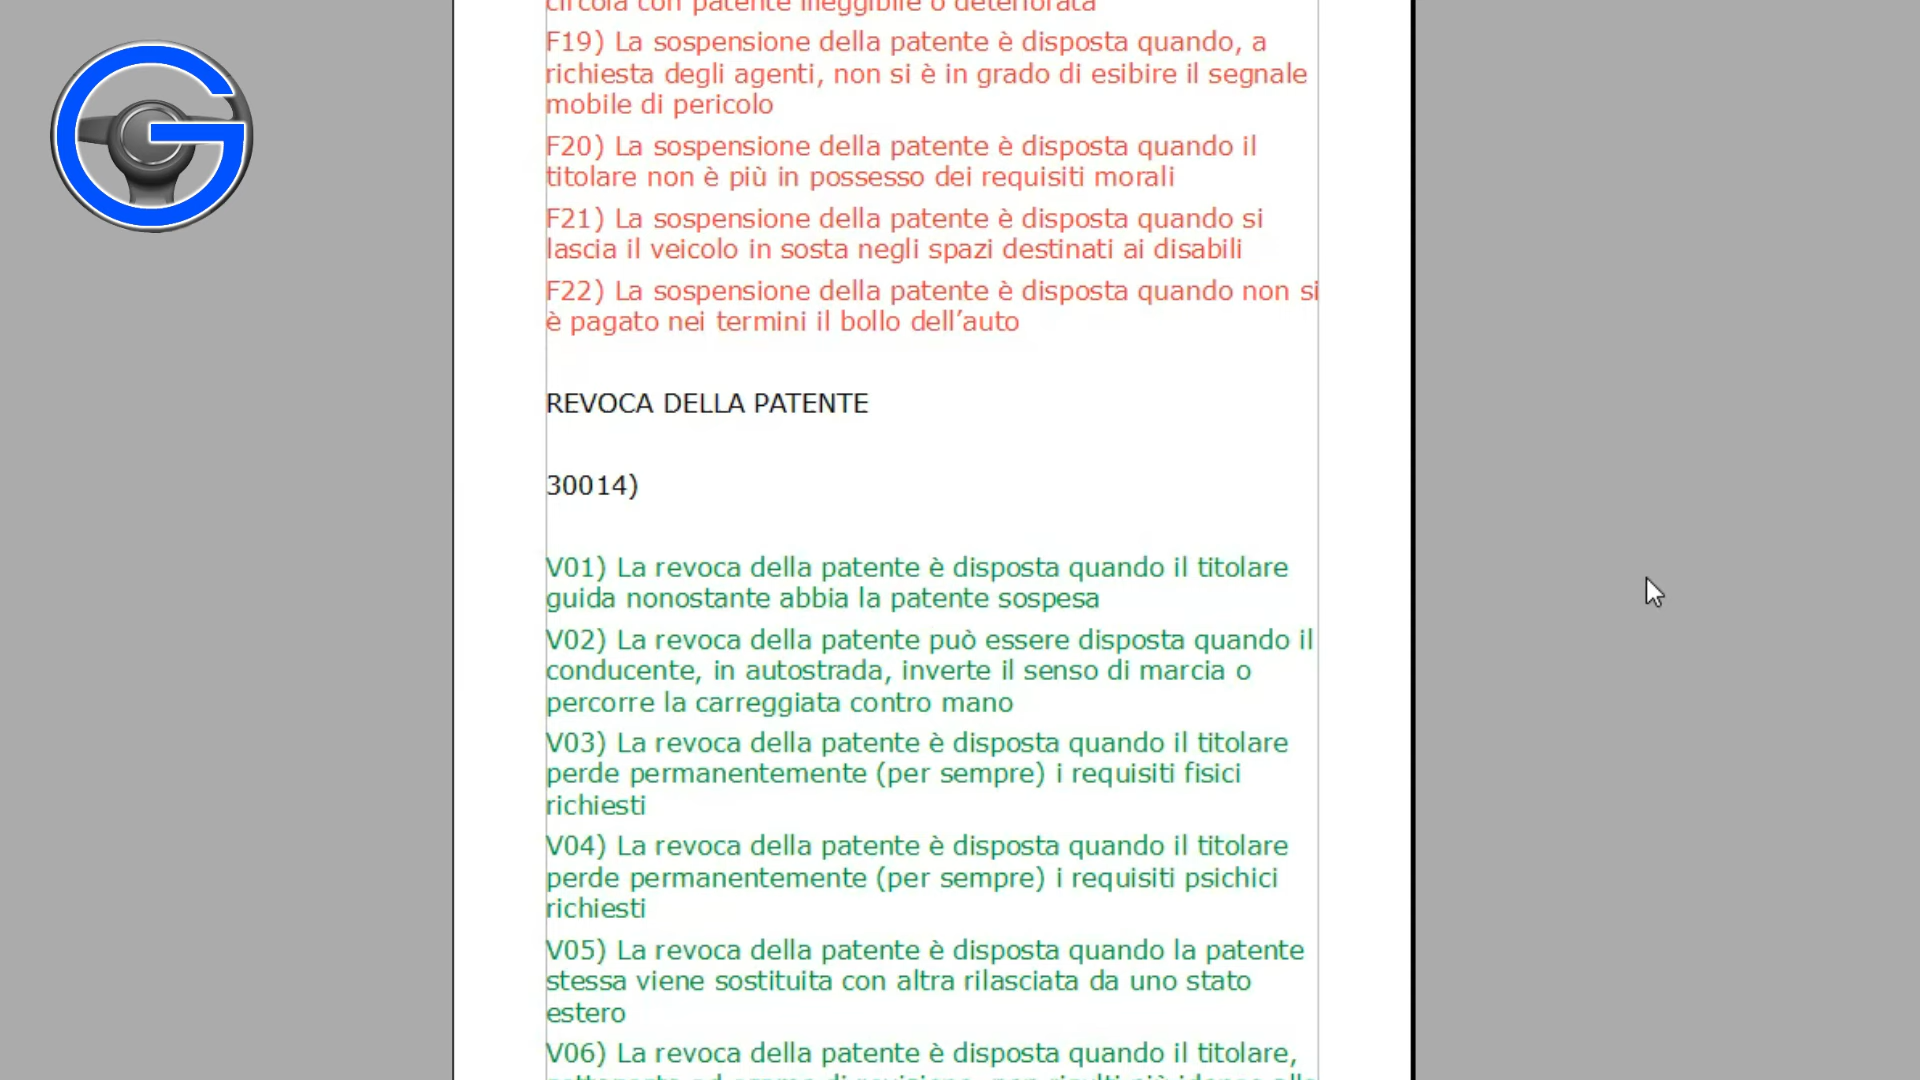 circola con patente illeggibile o deteriorata
F19) La sospensione della patente è disposta quando, a
richiesta degli agenti, non si è in grado di esibire il segnale
mobile di pericolo
F20) La sospensione della patente è disposta quando il
titolare non è più in possesso dei requisiti morali
F21) La sospensione della patente è disposta quando si
lascia il veicolo in sosta negli spazi destinati ai disabili
F22) La sospensione della patente è disposta quando non si
è pagato nei termini il bollo dell’auto
REVOCA DELLA PATENTE
30014)
V01) La revoca della patente è disposta quando il titolare
guida nonostante abbia la patente sospesa
V02) La revoca della patente può essere disposta quando il
conducente, in autostrada, inverte il senso di marcia o
percorre la carreggiata contro mano
V03) La revoca della patente è disposta quando il titolare
perde permanentemente (per sempre) i requisiti fisici
richiesti
V04) La revoca della patente è disposta quando il titolare
perde permanentemente (per sempre) i requisiti psichici
richiesti
V05) La revoca della patente è disposta quando la patente
stessa viene sostituita con altra rilasciata da uno stato
estero
V06) La revoca della patente è disposta quando il titolare,